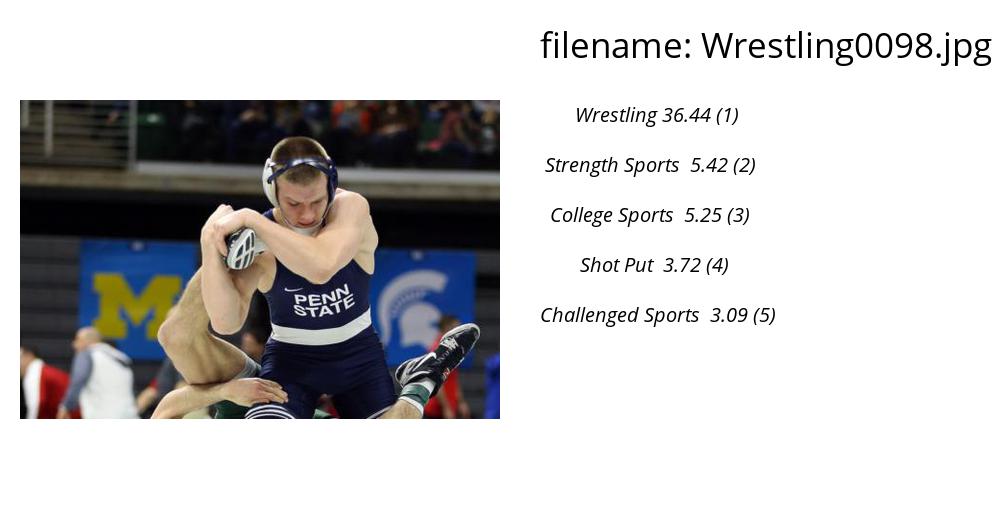 filename: Wrestling0098.jpg
Wrestling 36.44 (1)
Strength Sports 5.42 (2)
College Sports 5.25 (3)
Shot Put 3.72 (4)
Challenged Sports 3.09 (5)
M
PENN
STATE